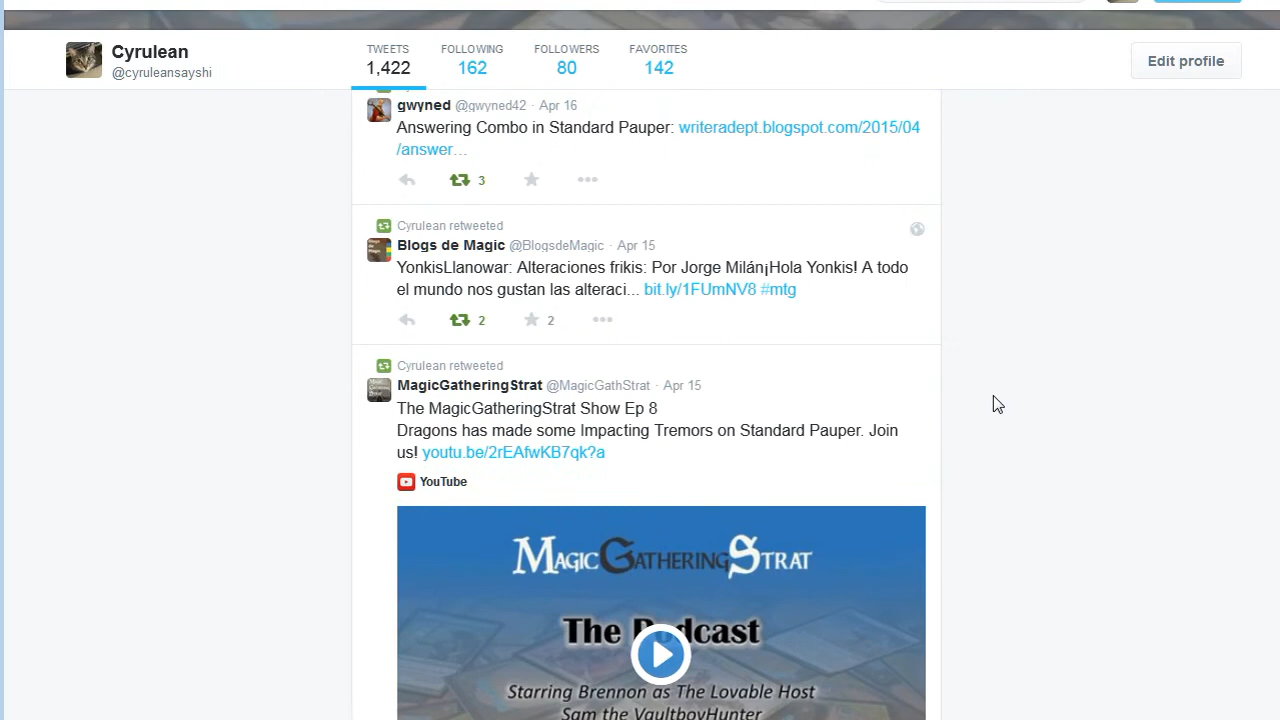 Cyrulean
@cyruleansayshi
TWEETS
1,422
FOLLOWING
162
FOLLOWERS
80
FAVORITES
142
Edit profile
gwyned @gwyned42 · Apr 16
Answering Combo in Standard Pauper: writeradept.blogspot.com/2015/04
/answer…
3
Cyrulean retweeted
Blogs de Magic @BlogsdeMagic · Apr 15
YonkisLlanowar: Alteraciones frikis: Por Jorge Milán¡Hola Yonkis! A todo
el mundo nos gustan las alteraci... bit.ly/1FUmNV8 #mtg
2 2
Cyrulean retweeted
MagicGatheringStrat @MagicGathStrat · Apr 15
The MagicGatheringStrat Show Ep 8
Dragons has made some Impacting Tremors on Standard Pauper. Join
us! youtu.be/2rEAfwKB7qk?a
YouTube
MAGICGATHERINGSTRAT
The Podcast
Starring Brennon as The Lovable Host
Sam the VaultboyHunter